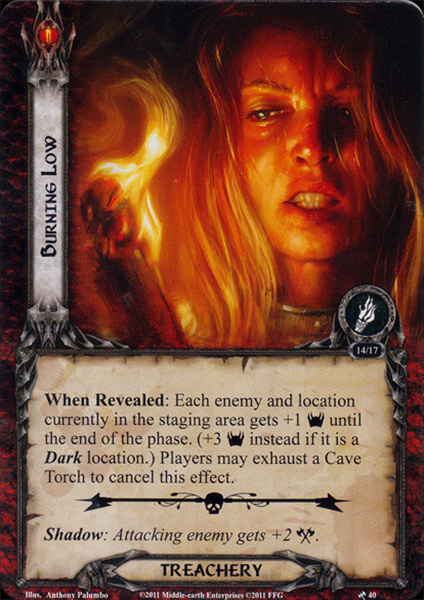 BURNING LOW
14/17
When Revealed: Each enemy and location
currently in the staging area gets +1 until
the end of the phase. (+3 instead if it is a
Dark location.) Players may exhaust a Cave
Torch to cancel this effect.
Shadow: Attacking enemy gets +2 .
TREACHERY
Illus. Anthony Palumbo ©2011 Middle-earth Enterprises ©2011 FFG 40